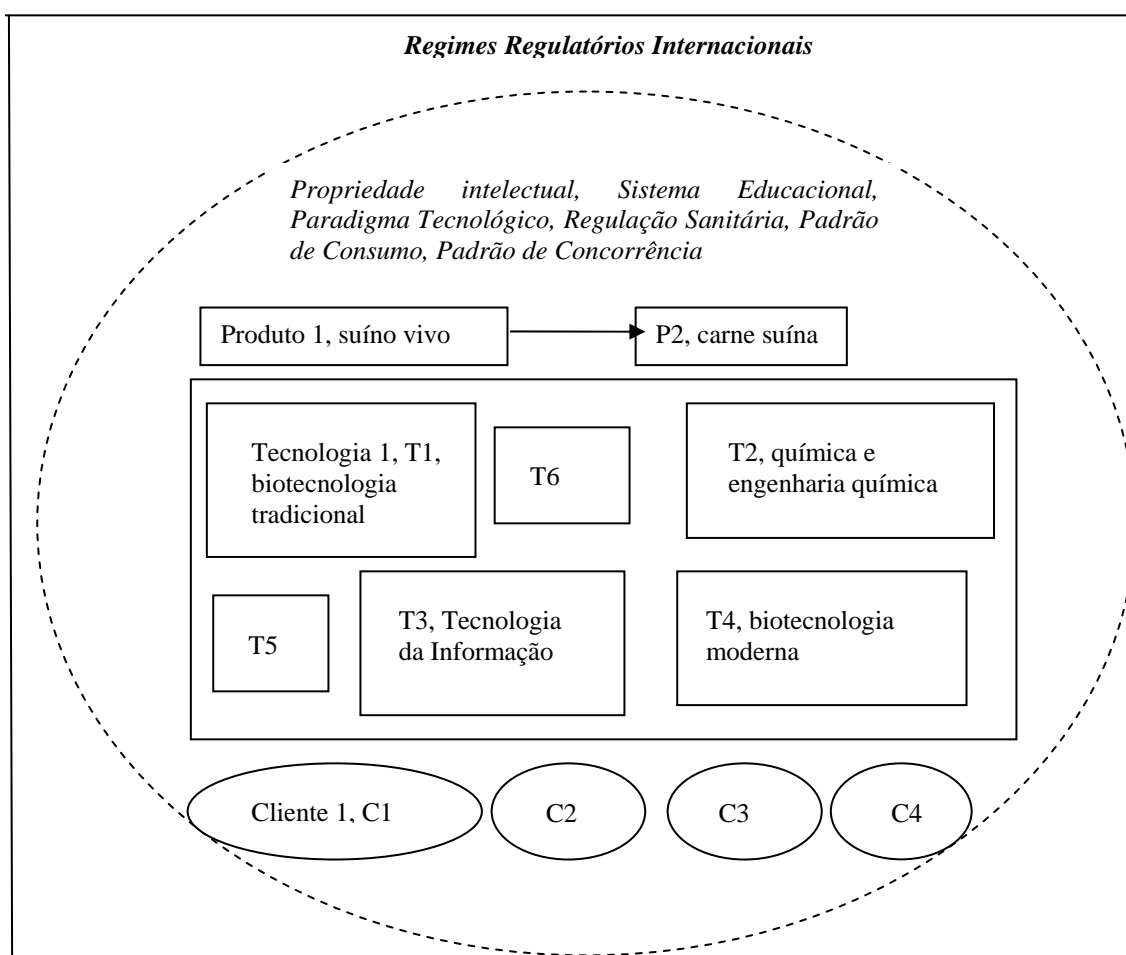 Regimes Regulatórios Internacionais
Propriedade intelectual, Sistema Educacional,
Paradigma Tecnológico, Regulação Sanitária, Padrão
de Consumo, Padrão de Concorrência
Produto 1, suíno vivo
P2, carne suína
Tecnologia 1, T1,
biotecnologia
tradicional
T6
T2, química e
engenharia química
T5
T3, Tecnologia
da Informação
T4, biotecnologia
moderna
Cliente 1, C1
C2
C3
C4